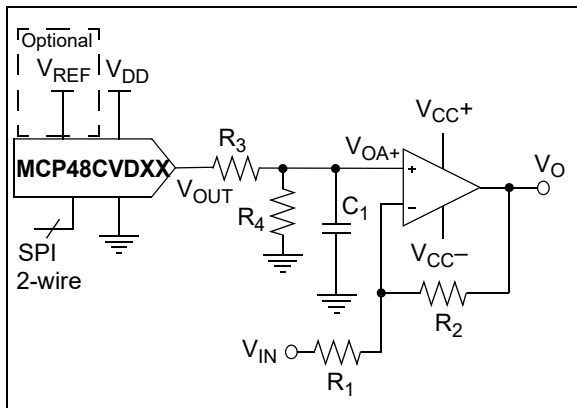 Optional
VREF VDD
MCP48CVDXX
VOUT
SPI
2-wire
R3
R4
C1
VOA+
VCC+
+
–
VCC–
VO
R2
VIN
R1